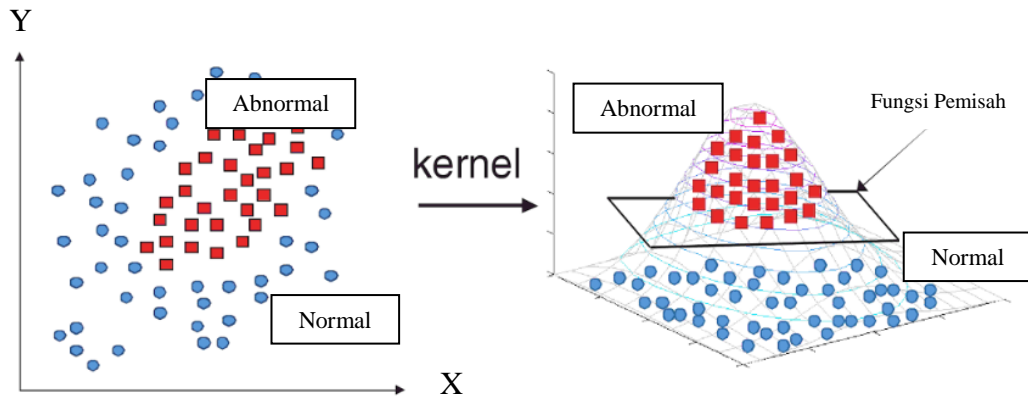 Y
Abnormal
Normal
X
kernel
Abnormal
Fungsi Pemisah
Normal